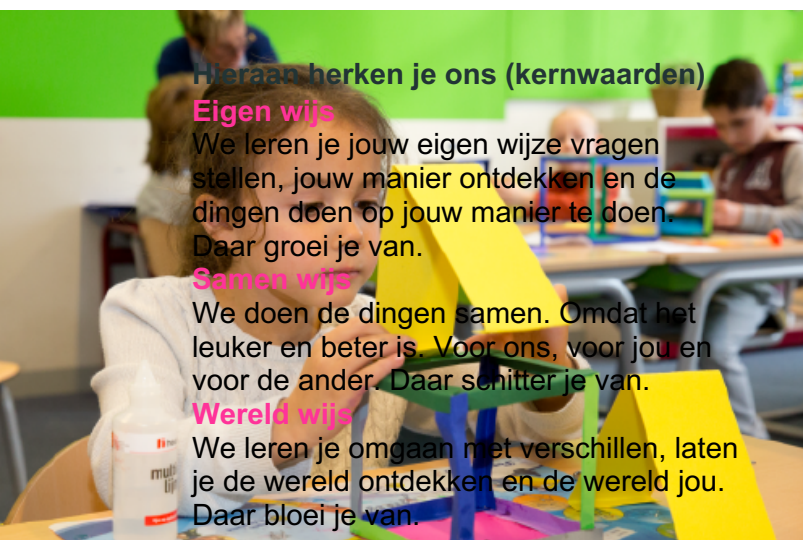 Hieraan herken je ons (kernwaarden)
Eigen wijs
We leren je jouw eigen wijze vragen
stellen, jouw manier ontdekken en de
dingen doen op jouw manier te doen.
Daar groei je van.
Samen wijs
We doen de dingen samen. Omdat het
leuker en beter is. Voor ons, voor jou en
voor de ander. Daar schitter je van.
Wereld wijs
We leren je omgaan met verschillen, laten
je de wereld ontdekken en de wereld jou.
Daar bloei je van.